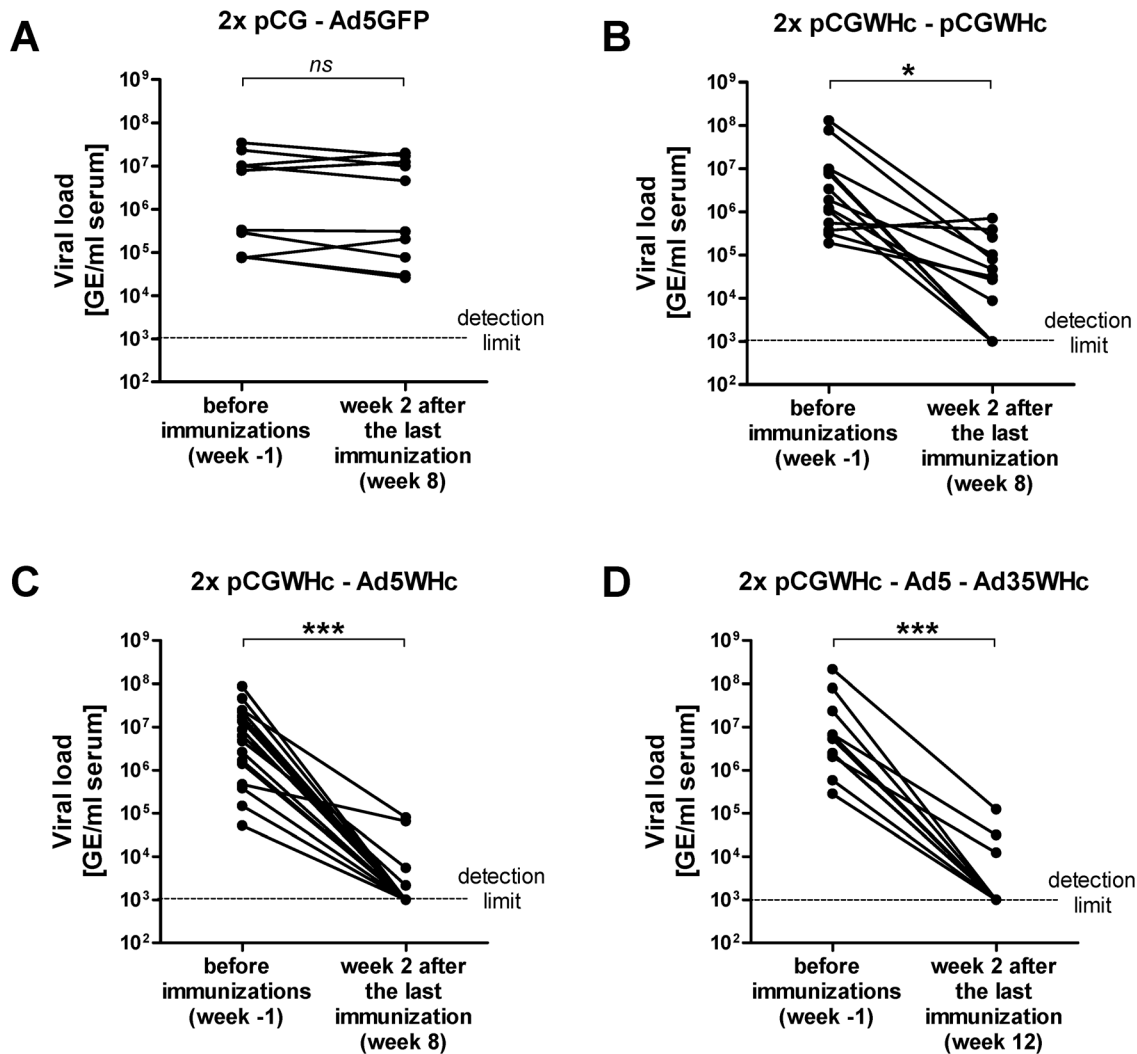 A
2x pCG - Ad5GFP
ns
Viral load
[GE/ml serum]
10⁹
10⁸
10⁷
10⁶
10⁵
10⁴
10³
10²
detection
limit
before
immunizations
(week -1)
week 2 after
the last
immunization
(week 8)
B
2x pCGWHc - pCGWHc
*
Viral load
[GE/ml serum]
10⁹
10⁸
10⁷
10⁶
10⁵
10⁴
10³
10²
detection
limit
before
immunizations
(week -1)
week 2 after
the last
immunization
(week 8)
C
2x pCGWHc - Ad5WHc
***
Viral load
[GE/ml serum]
10⁹
10⁸
10⁷
10⁶
10⁵
10⁴
10³
10²
detection
limit
before
immunizations
(week -1)
week 2 after
the last
immunization
(week 8)
D
2x pCGWHc - Ad5 - Ad35WHc
***
Viral load
[GE/ml serum]
10⁹
10⁸
10⁷
10⁶
10⁵
10⁴
10³
10²
detection
limit
before
immunizations
(week -1)
week 2 after
the last
immunization
(week 12)